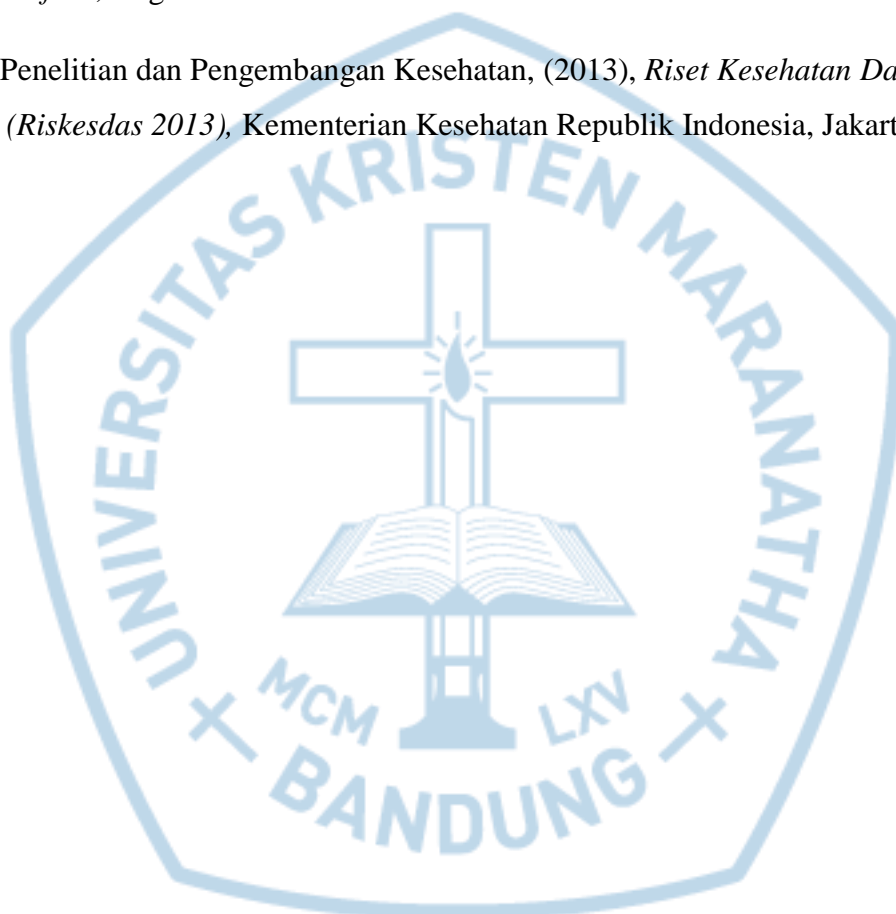 Penelitian dan Pengembangan Kesehatan, (2013), Riset Kesehatan Da
(Riskesdas 2013), Kementerian Kesehatan Republik Indonesia, Jakart
UNIVERSITAS KRISTEN MARANATHA
MCM LXV
BANDUNG